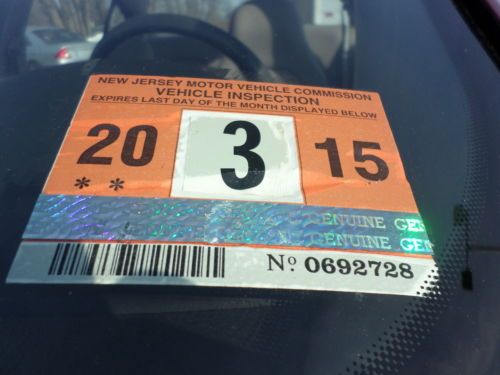 NEW JERSEY MOTOR VEHICLE COMMISSION
VEHICLE INSPECTION
EXPIRES LAST DAY OF THE MONTH DISPLAYED BELOW
20 3 15
**
GENUINE GEN
GENUINE GEN
Nº 0692728